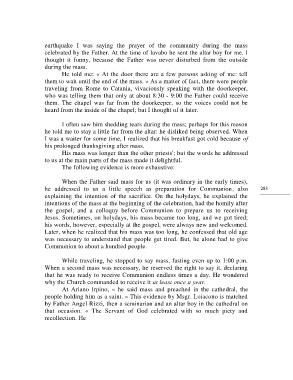 earthquake I was saying the prayer of the community during the mass
celebrated by the Father. At the time of lavabo he sent the altar boy for me. I
thought it funny, because the Father was never disturbed from the outside
during the mass.
He told me: « At the door there are a few persons asking of me: tell
them to wait until the end of the mass. » As a matter of fact, there were people
traveling from Rome to Catania, vivaciously speaking with the doorkeeper,
who was telling them that only at about 8:30 - 9:00 the Father could receive
them. The chapel was far from the doorkeeper, so the voices could not be
heard from the inside of the chapel; but I thought of it later.
I often saw him shedding tears during the mass; perhaps for this reason
he told me to stay a little far from the altar: he disliked being observed. When
I was a waiter for some time, I realized that his breakfast got cold because of
his prolonged thanksgiving after mass.
His mass was longer than the other priests'; but the words he addressed
to us at the main parts of the mass made it delightful.
The following evidence is more exhaustive:
When the Father said mass for us (it was ordinary in the early times),
he addressed to us a little speech as preparation for Communion, also
explaining the intention of the sacrifice. On the holydays, he explained the
intentions of the mass at the beginning of the celebration, had the homily after
the gospel, and a colloquy before Communion to prepare us to receiving
Jesus. Sometimes, on holydays, his mass became too long, and we got tired;
his words, however, especially at the gospel, were always new and welcomed.
Later, when he realized that his mass was too long, he confessed that old age
was necessary to understand that people get tired. But, he alone had to give
Communion to about a hundred people.
283
While traveling, he stopped to say mass, fasting even up to 1:00 p.m.
When a second mass was necessary, he reserved the right to say it, declaring
that he was ready to receive Communion endless times a day. He wondered
why the Church commanded to receive it at least once a year.
At Ariano Irpino, « he said mass and preached in the cathedral, the
people holding him as a saint. » This evidence by Msgr. Loiacono is matched
by Father Angel Rizzi, then a seminarian and an altar boy in the cathedral on
that occasion. « The Servant of God celebrated with so much piety and
recollection. He